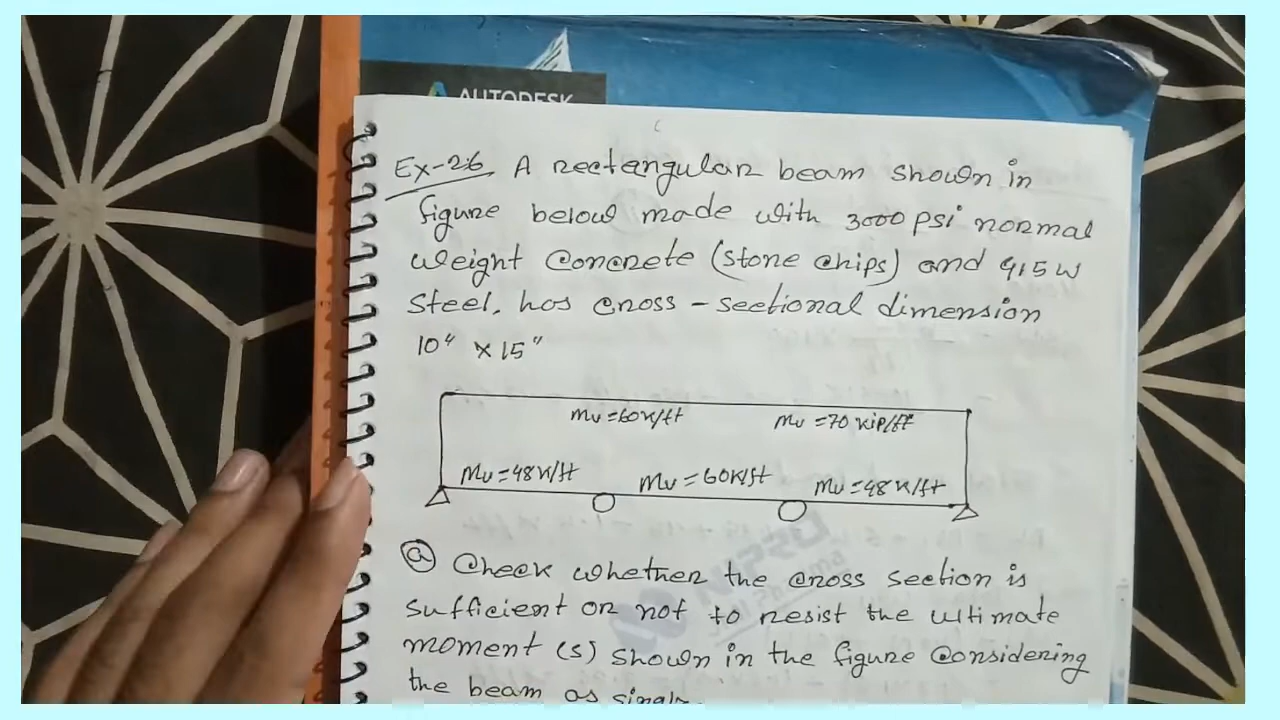 AUTODESK
Ex-26. A rectangular beam shown in
figure below made with 3000 psi normal
weight Concrete (Stone chips) and 415 W
Steel. has cross-sectional dimension
10" × 15"
Mu = 60 k/ft Mu = 70 kip/ft
Mu = 48 k/ft Mu = 60 k/ft Mu = 48 k/ft
(a) Check whether the cross section is
sufficient or not to resist the ultimate
moment (s) shown in the figure Considering
the beam as